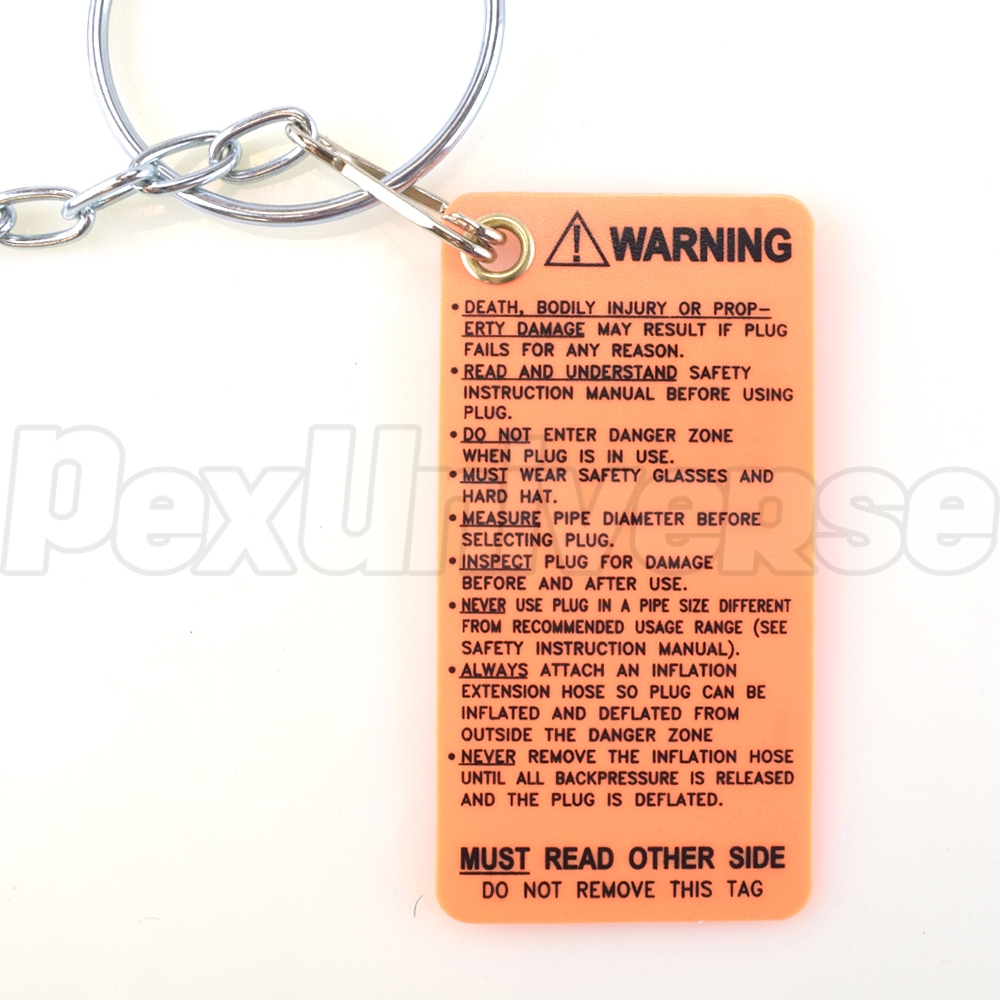 WARNING
• DEATH, BODILY INJURY OR PROP-
ERTY DAMAGE MAY RESULT IF PLUG
FAILS FOR ANY REASON.
• READ AND UNDERSTAND SAFETY
INSTRUCTION MANUAL BEFORE USING
PLUG.
• DO NOT ENTER DANGER ZONE
WHEN PLUG IS IN USE.
• MUST WEAR SAFETY GLASSES AND
HARD HAT.
• MEASURE PIPE DIAMETER BEFORE
SELECTING PLUG.
• INSPECT PLUG FOR DAMAGE
BEFORE AND AFTER USE.
• NEVER USE PLUG IN A PIPE SIZE DIFFERENT
FROM RECOMMENDED USAGE RANGE (SEE
SAFETY INSTRUCTION MANUAL).
• ALWAYS ATTACH AN INFLATION
EXTENSION HOSE SO PLUG CAN BE
INFLATED AND DEFLATED FROM
OUTSIDE THE DANGER ZONE
• NEVER REMOVE THE INFLATION HOSE
UNTIL ALL BACKPRESSURE IS RELEASED
AND THE PLUG IS DEFLATED.
MUST READ OTHER SIDE
DO NOT REMOVE THIS TAG
PexUniverse